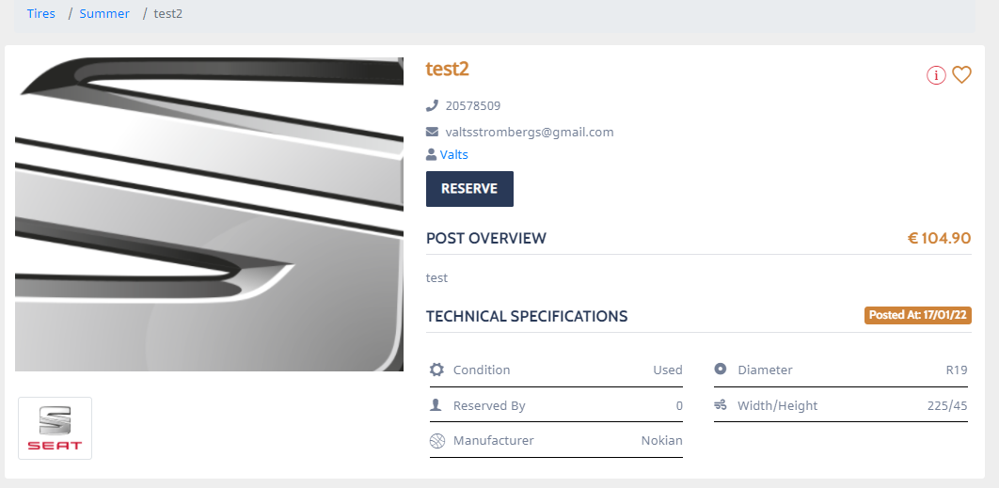 Tires / Summer / test2
test2
20578509
valtsstrombergs@gmail.com
Valts
RESERVE
POST OVERVIEW € 104.90
test
TECHNICAL SPECIFICATIONS Posted At: 17/01/22
Condition Used Diameter R19
Reserved By 0 Width/Height 225/45
Manufacturer Nokian
SEAT